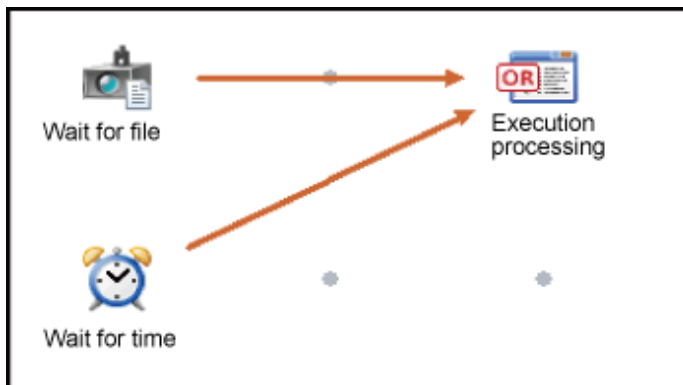 Wait for file
OR
Execution
processing
Wait for time